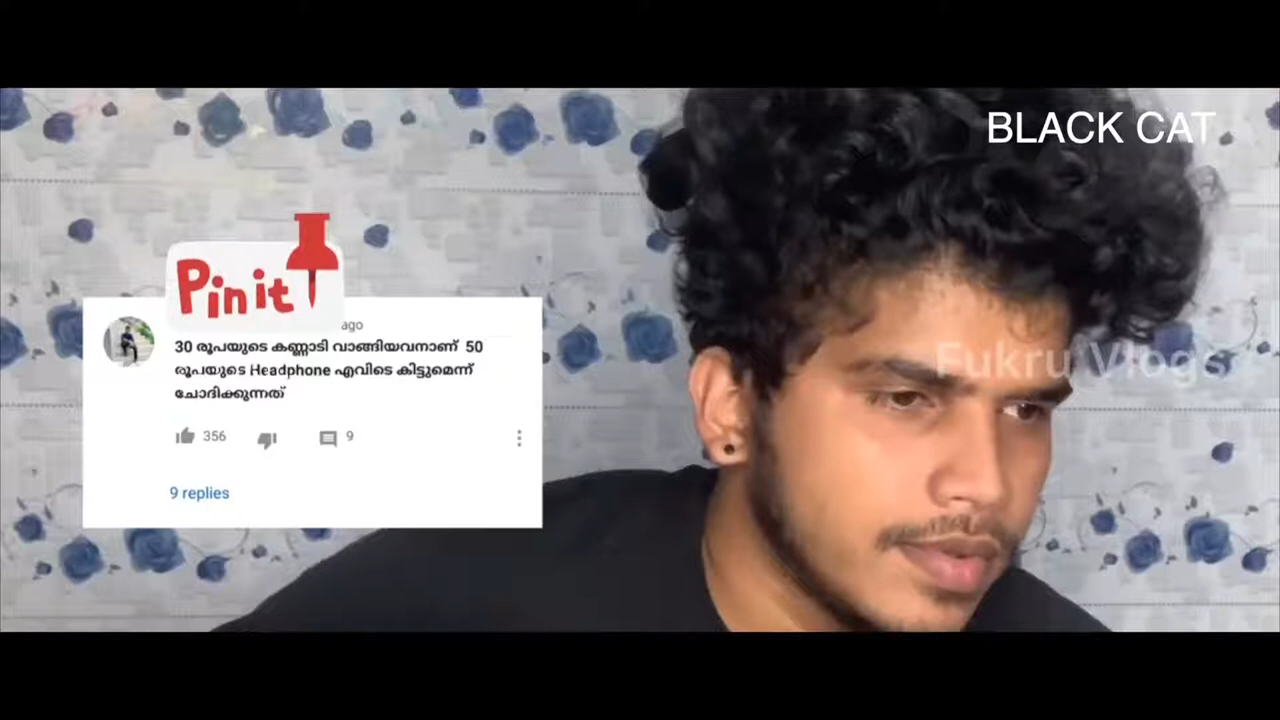 BLACK CAT
Pin it
ago
30 രൂപയുടെ കണ്ണാടി വാങ്ങിയവനാണ് 50
രൂപയുടെ Headphone എവിടെ കിട്ടുമെന്ന്
ചോദിക്കുന്നത്
Fukru Vlogs
356
9
9 replies